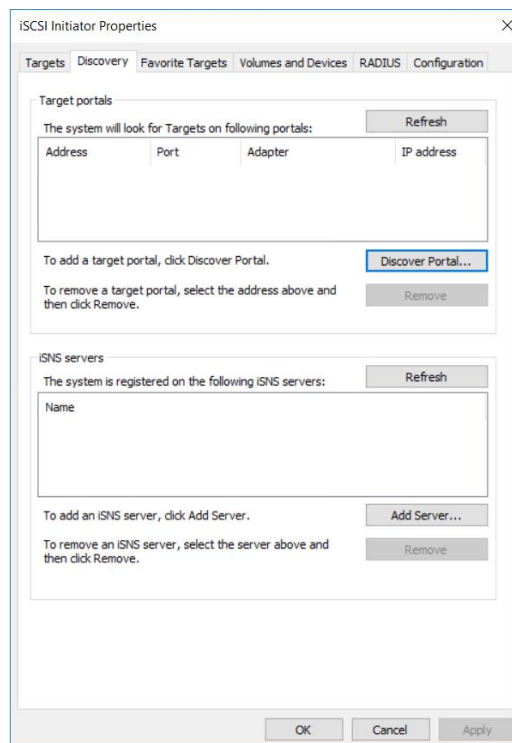 iSCSI Initiator Properties
Targets Discovery Favorite Targets Volumes and Devices RADIUS Configuration
Target portals
The system will look for Targets on following portals:
Refresh
Address Port Adapter IP address
To add a target portal, click Discover Portal.
Discover Portal...
To remove a target portal, select the address above and
then click Remove.
Remove
iSNS servers
The system is registered on the following iSNS servers:
Refresh
Name
To add an iSNS server, click Add Server.
Add Server...
To remove an iSNS server, select the server above and
then click Remove.
Remove
OK Cancel Apply